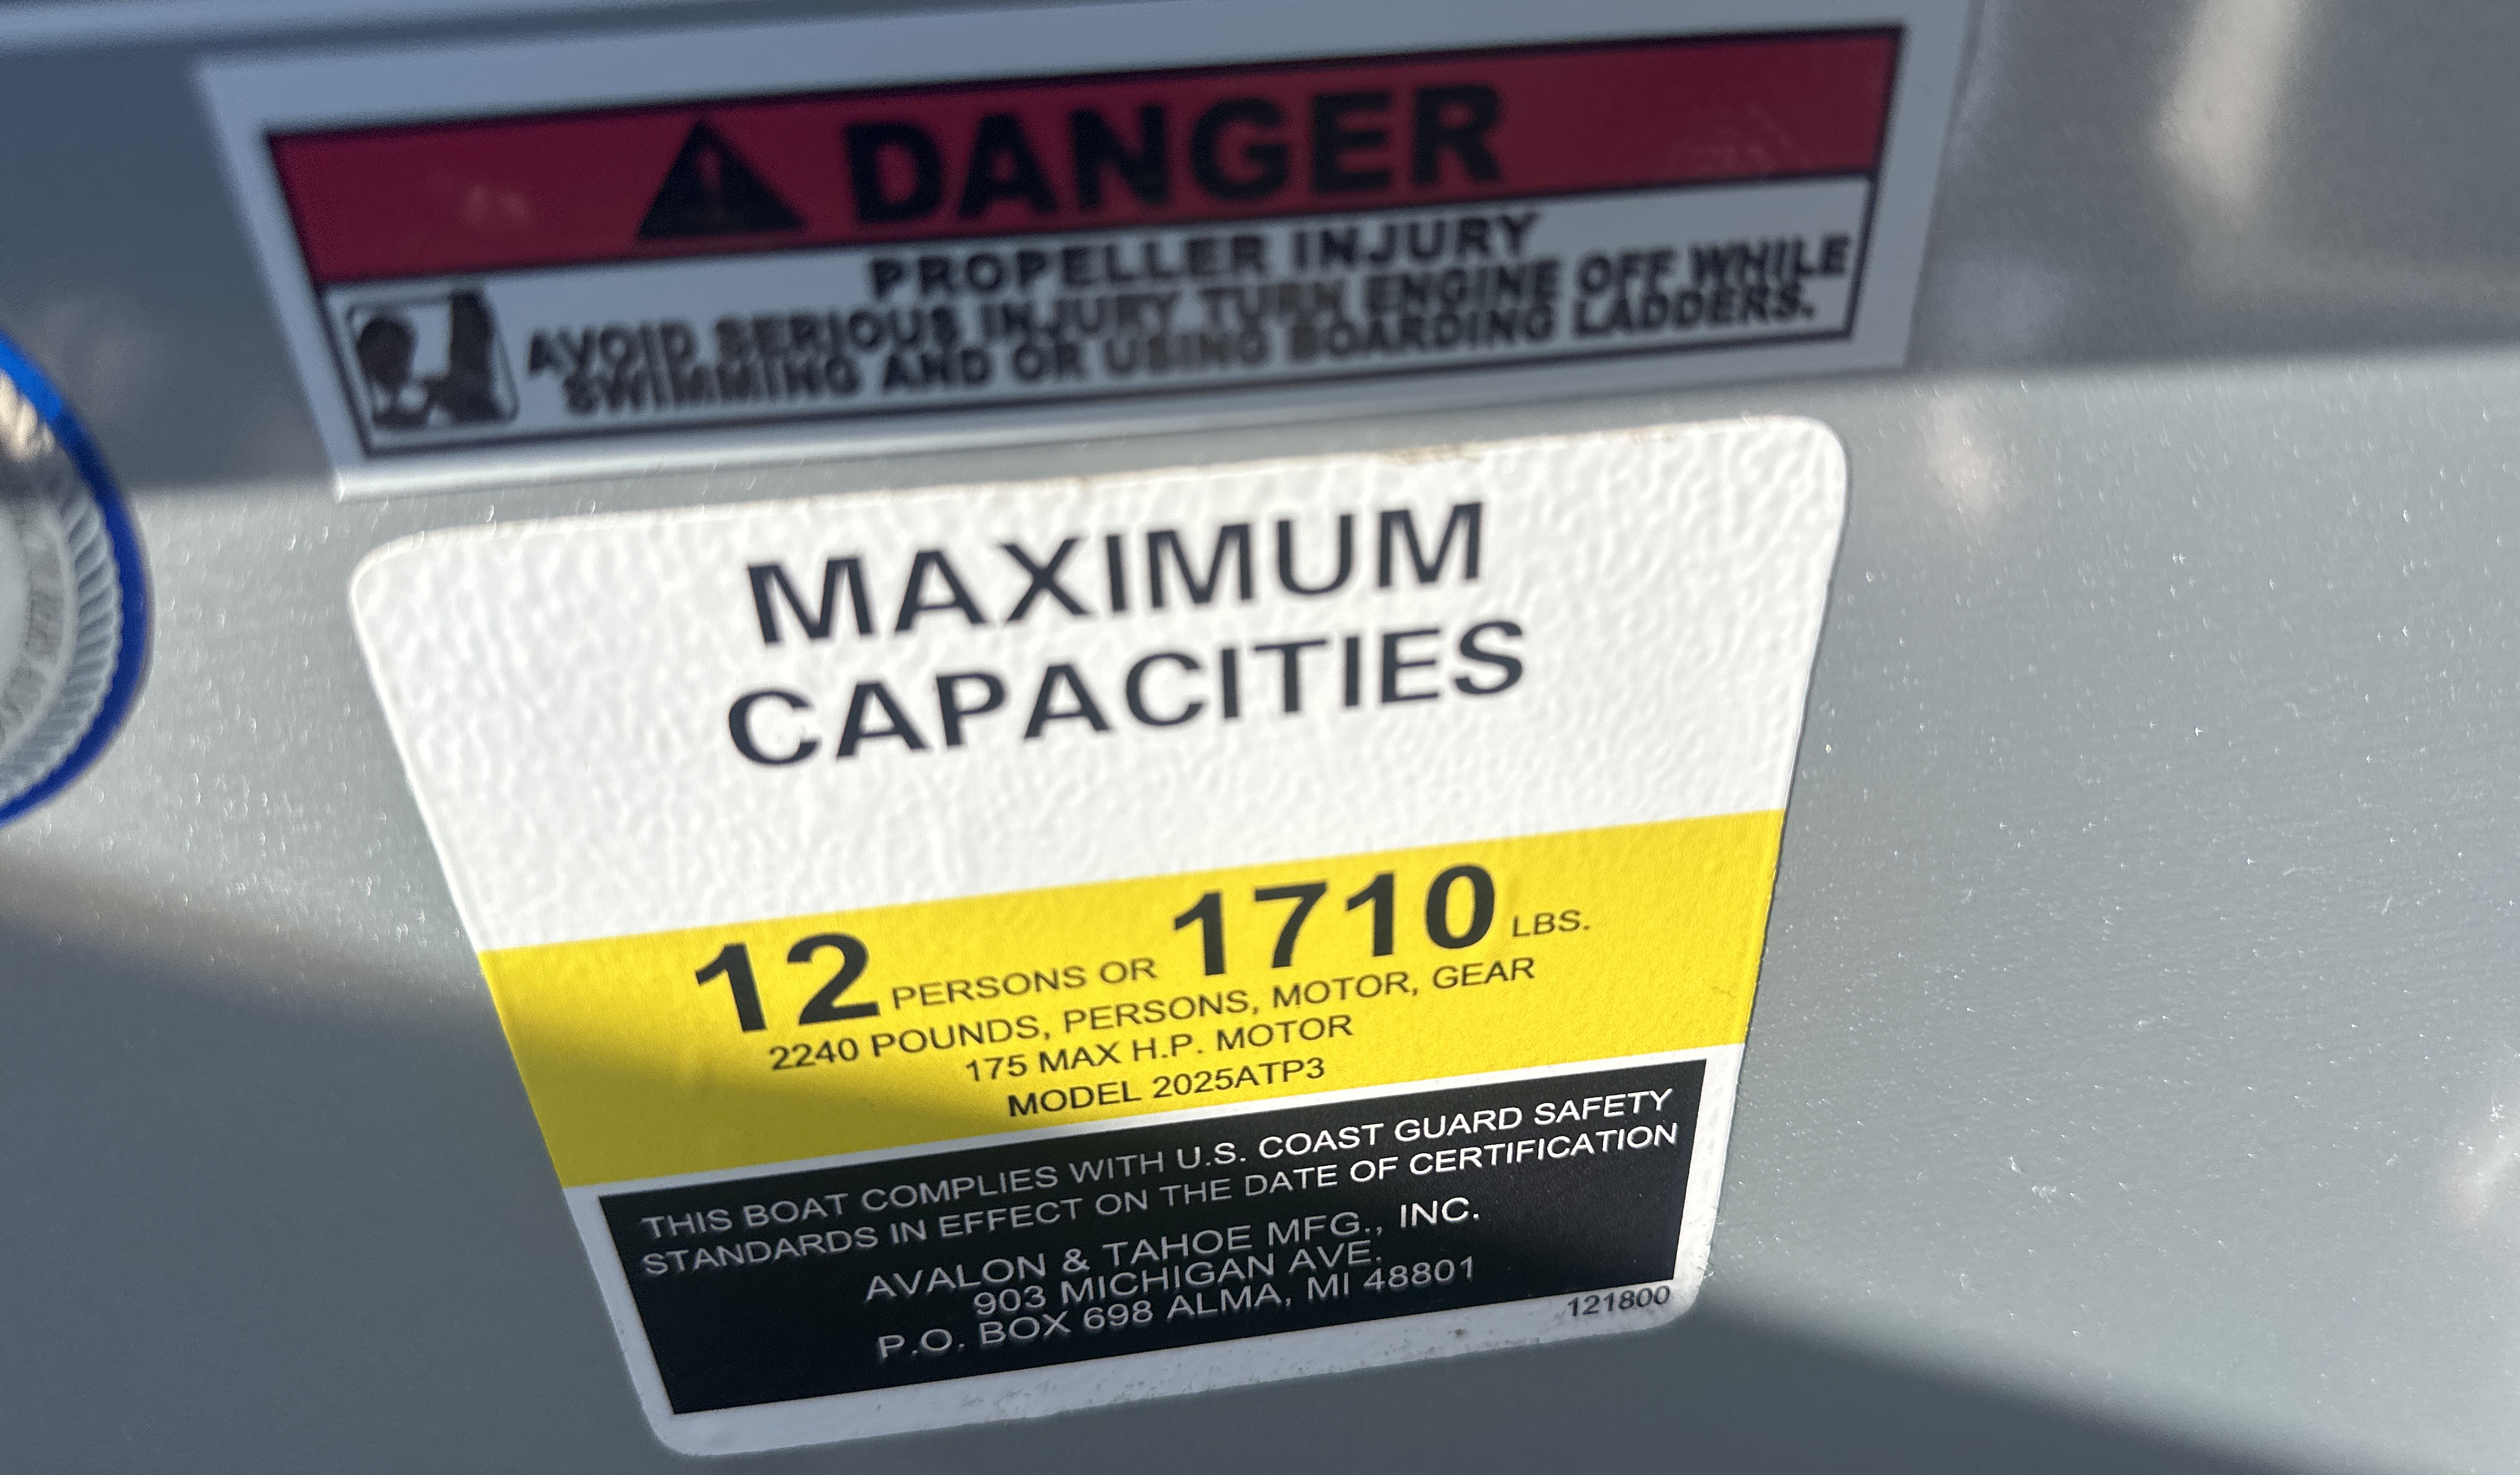 DANGER
PROPELLER INJURY
AVOID SERIOUS INJURY TURN ENGINE OFF WHILE
SWIMMING AND OR USING BOARDING LADDERS.
MAXIMUM
CAPACITIES
12 PERSONS OR 1710 LBS.
2240 POUNDS, PERSONS, MOTOR, GEAR
175 MAX H.P. MOTOR
MODEL 2025ATP3
THIS BOAT COMPLIES WITH U.S. COAST GUARD SAFETY
STANDARDS IN EFFECT ON THE DATE OF CERTIFICATION
AVALON & TAHOE MFG., INC.
903 MICHIGAN AVE.
P.O. BOX 698 ALMA, MI 48801
121800